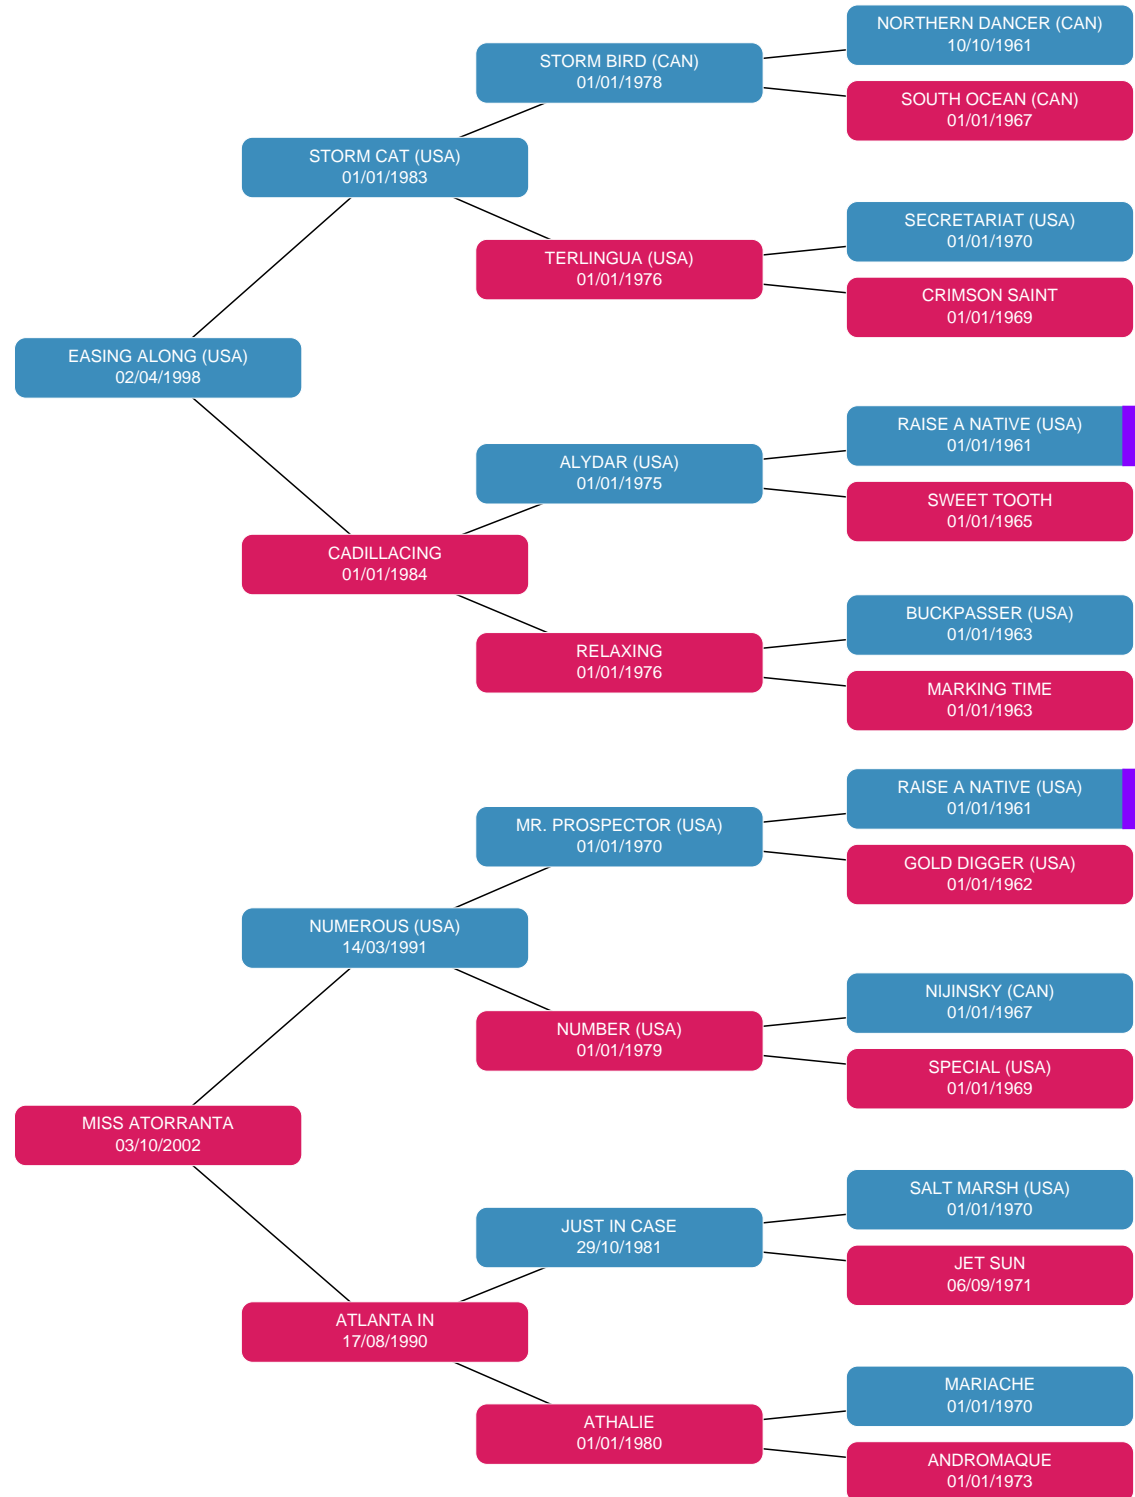 NORTHERN DANCER (CAN)
10/10/1961
STORM BIRD (CAN)
01/01/1978
SOUTH OCEAN (CAN)
01/01/1967
STORM CAT (USA)
01/01/1983
SECRETARIAT (USA)
01/01/1970
TERLINGUA (USA)
01/01/1976
CRIMSON SAINT
01/01/1969
EASING ALONG (USA)
02/04/1998
RAISE A NATIVE (USA)
01/01/1961
ALYDAR (USA)
01/01/1975
SWEET TOOTH
01/01/1965
CADILLACING
01/01/1984
BUCKPASSER (USA)
01/01/1963
RELAXING
01/01/1976
MARKING TIME
01/01/1963
RAISE A NATIVE (USA)
01/01/1961
MR. PROSPECTOR (USA)
01/01/1970
GOLD DIGGER (USA)
01/01/1962
NUMEROUS (USA)
14/03/1991
NIJINSKY (CAN)
01/01/1967
NUMBER (USA)
01/01/1979
SPECIAL (USA)
01/01/1969
MISS ATORRANTA
03/10/2002
SALT MARSH (USA)
01/01/1970
JUST IN CASE
29/10/1981
JET SUN
06/09/1971
ATLANTA IN
17/08/1990
MARIACHE
01/01/1970
ATHALIE
01/01/1980
ANDROMAQUE
01/01/1973